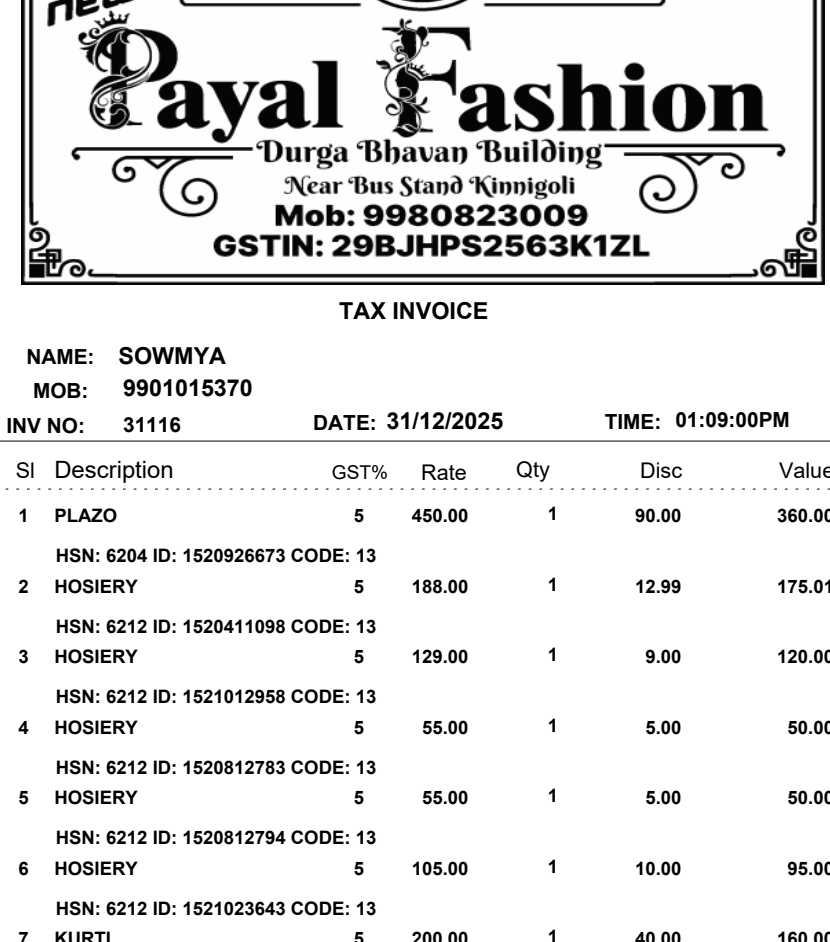 new
Payal Fashion
Durga Bhavan Building
Near Bus Stand Kinnigoli
Mob: 9980823009
GSTIN: 29BJHPS2563K1ZL
TAX INVOICE
NAME: SOWMYA
MOB: 9901015370
INV NO: 31116 DATE: 31/12/2025 TIME: 01:09:00PM
Sl Description GST% Rate Qty Disc Value
1 PLAZO 5 450.00 1 90.00 360.00
HSN: 6204 ID: 1520926673 CODE: 13
2 HOSIERY 5 188.00 1 12.99 175.01
HSN: 6212 ID: 1520411098 CODE: 13
3 HOSIERY 5 129.00 1 9.00 120.00
HSN: 6212 ID: 1521012958 CODE: 13
4 HOSIERY 5 55.00 1 5.00 50.00
HSN: 6212 ID: 1520812783 CODE: 13
5 HOSIERY 5 55.00 1 5.00 50.00
HSN: 6212 ID: 1520812794 CODE: 13
6 HOSIERY 5 105.00 1 10.00 95.00
HSN: 6212 ID: 1521023643 CODE: 13
7 KURTI 5 200.00 1 40.00 160.00